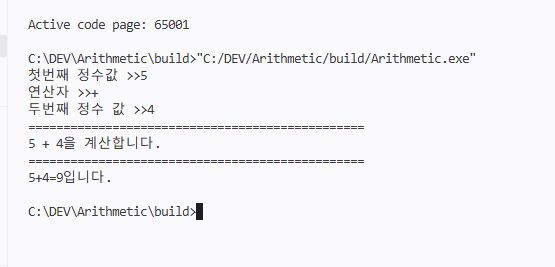 Active code page: 65001
C:\DEV\Arithmetic\build>"C:/DEV/Arithmetic/build/Arithmetic.exe"
첫번째 정수값 >>5
연산자 >>+
두번째 정수 값 >>4
================================================
5 + 4을 계산합니다.
================================================
5+4=9입니다.
C:\DEV\Arithmetic\build>